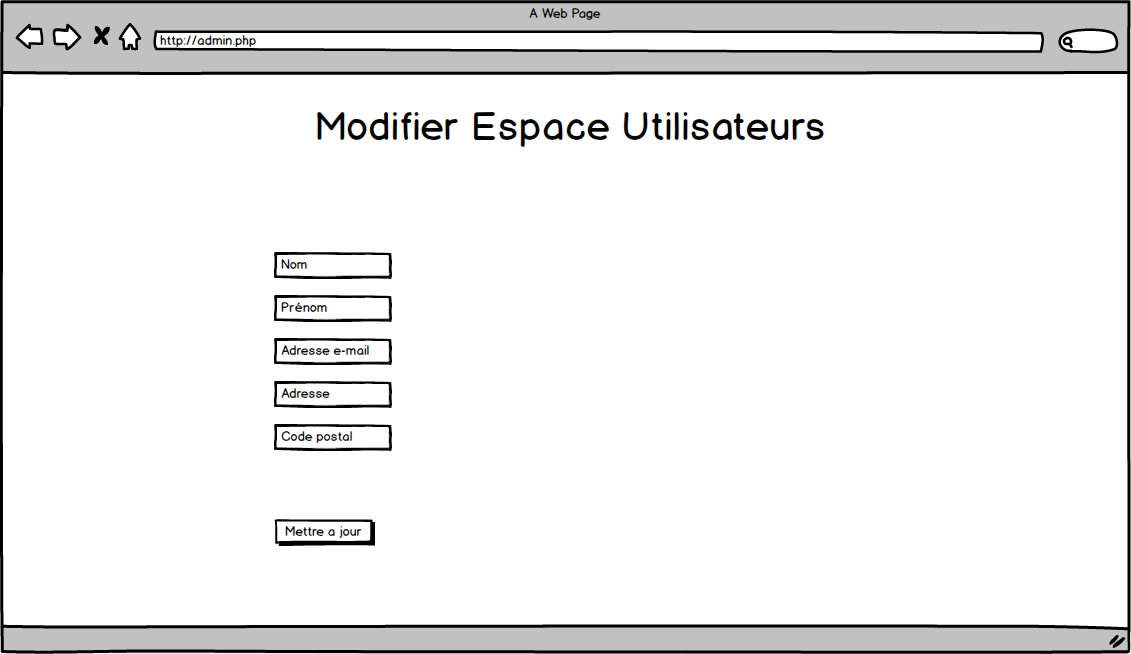 A Web Page
http://admin.php
Modifier Espace Utilisateurs
Nom
Prénom
Adresse e-mail
Adresse
Code postal
Mettre a jour